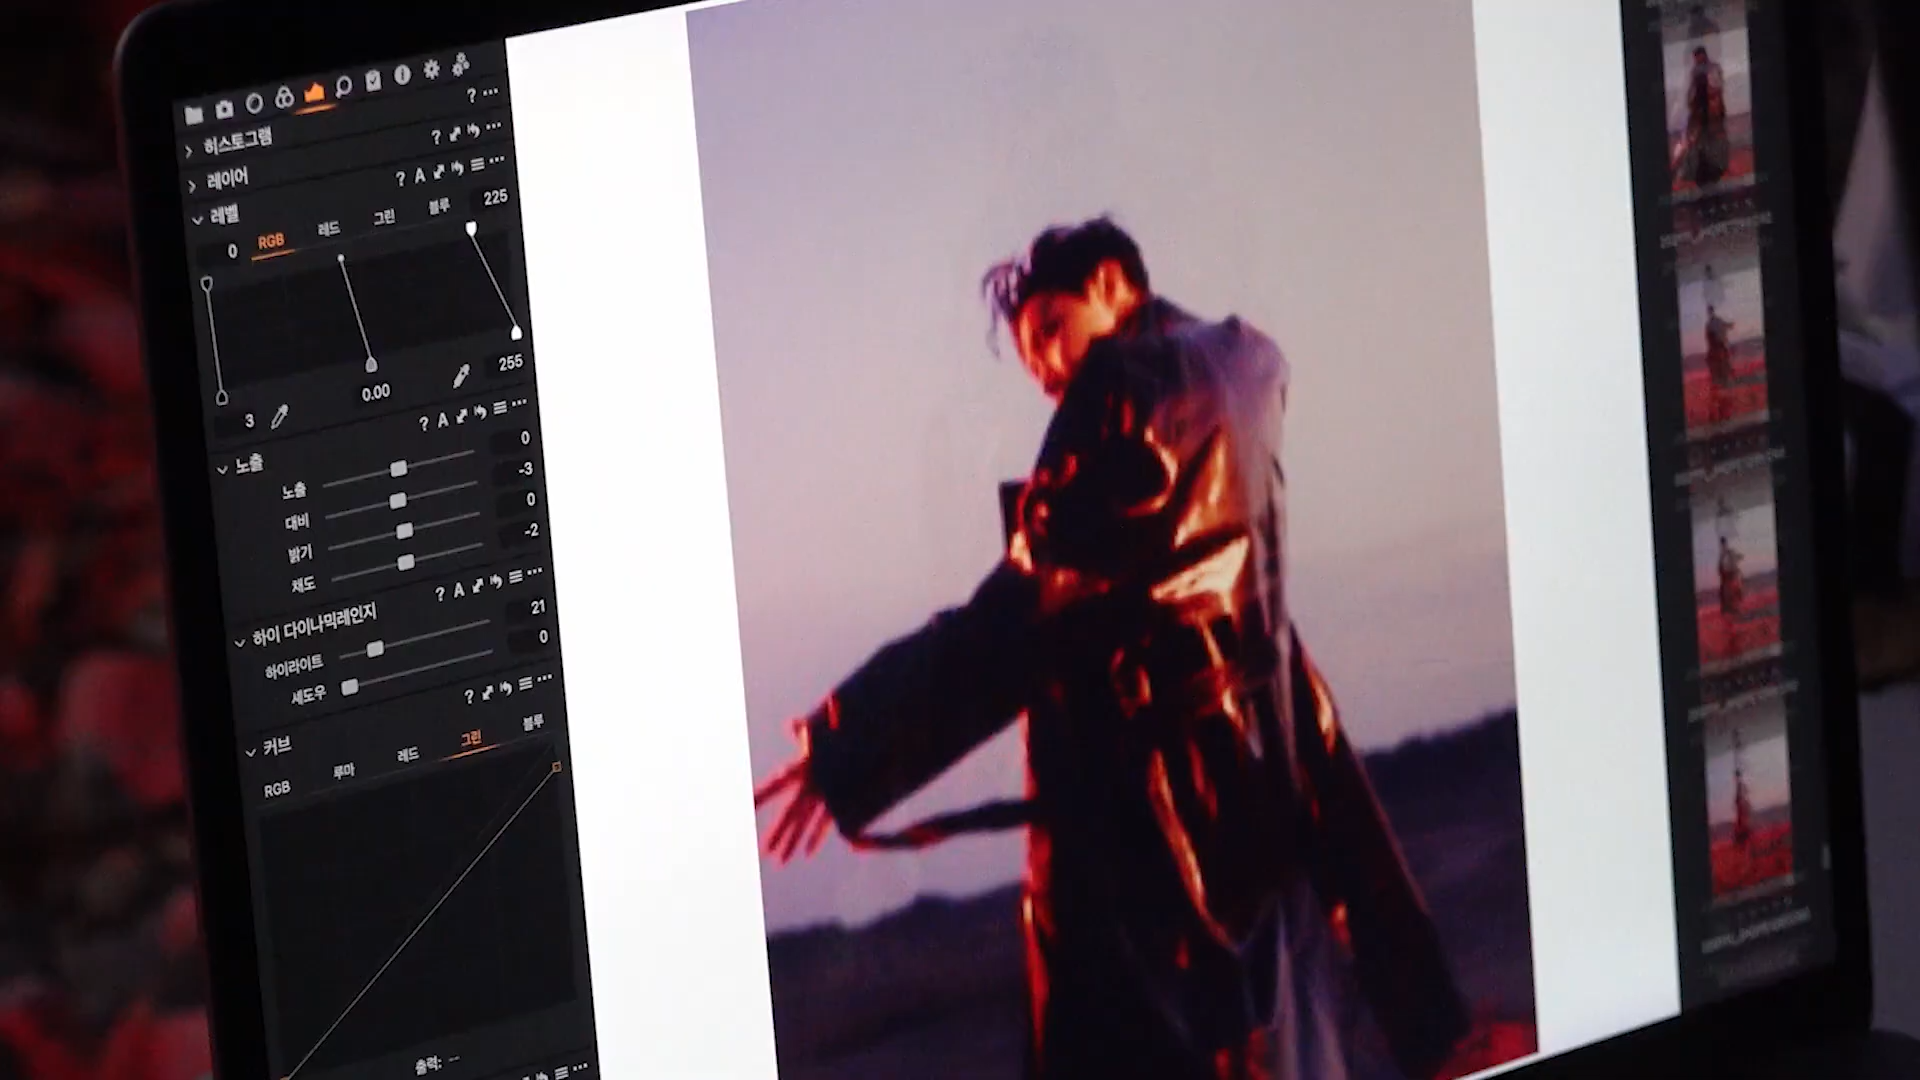 ? ...
히스토그램 ? ...
레이어 ? A ...
레벨
0 RGB 레드 그린 블루 225
3 0.00 255
? A ...
노출
노출 0
대비 -3
밝기 0
채도 -2
? A ...
하이 다이나믹레인지
하이라이트 21
섀도우 0
? ...
커브
RGB 루마 레드 그린 블루
출력: --